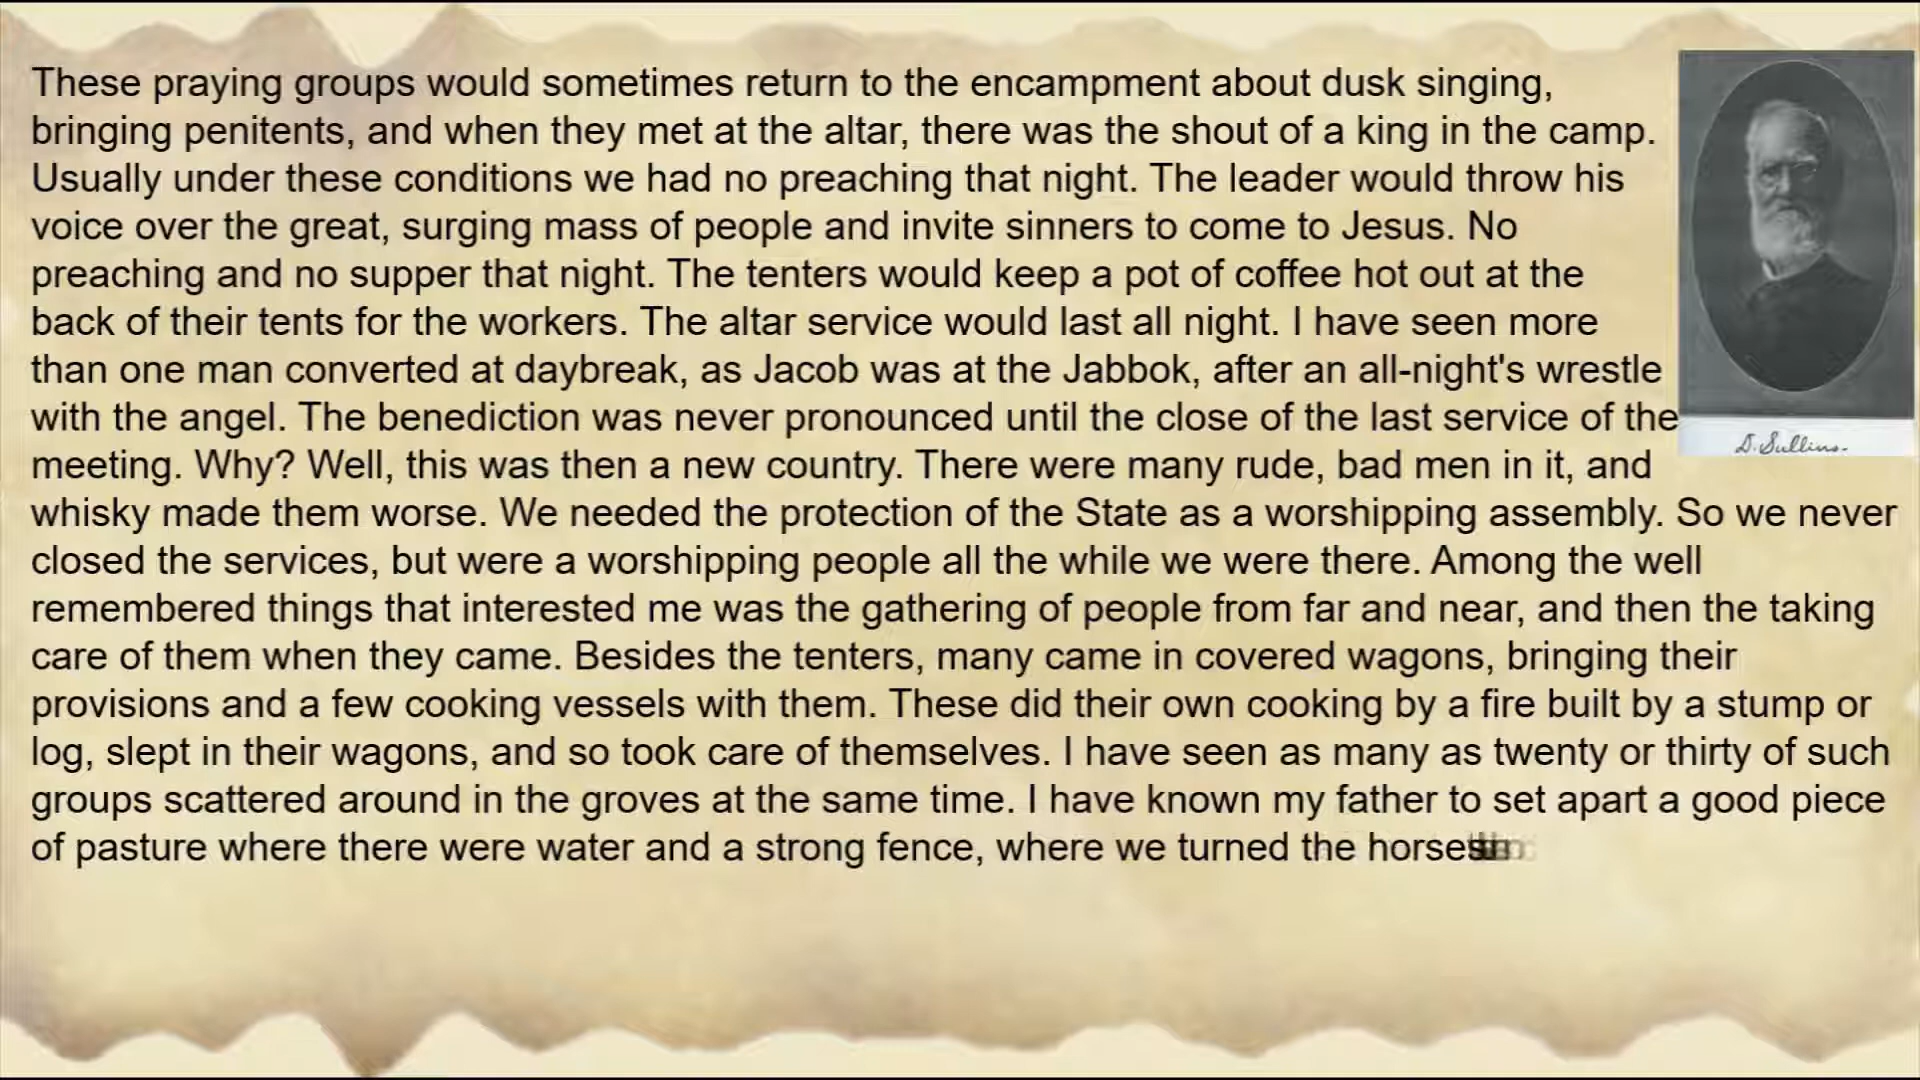 These praying groups would sometimes return to the encampment about dusk singing,
bringing penitents, and when they met at the altar, there was the shout of a king in the camp.
Usually under these conditions we had no preaching that night. The leader would throw his
voice over the great, surging mass of people and invite sinners to come to Jesus. No
preaching and no supper that night. The tenters would keep a pot of coffee hot out at the
back of their tents for the workers. The altar service would last all night. I have seen more
than one man converted at daybreak, as Jacob was at the Jabbok, after an all-night's wrestle
with the angel. The benediction was never pronounced until the close of the last service of the
meeting. Why? Well, this was then a new country. There were many rude, bad men in it, and
whisky made them worse. We needed the protection of the State as a worshipping assembly. So we never
closed the services, but were a worshipping people all the while we were there. Among the well
remembered things that interested me was the gathering of people from far and near, and then the taking
care of them when they came. Besides the tenters, many came in covered wagons, bringing their
provisions and a few cooking vessels with them. These did their own cooking by a fire built by a stump or
log, slept in their wagons, and so took care of themselves. I have seen as many as twenty or thirty of such
groups scattered around in the groves at the same time. I have known my father to set apart a good piece
of pasture where there were water and a strong fence, where we turned the horses
D. Sullins.